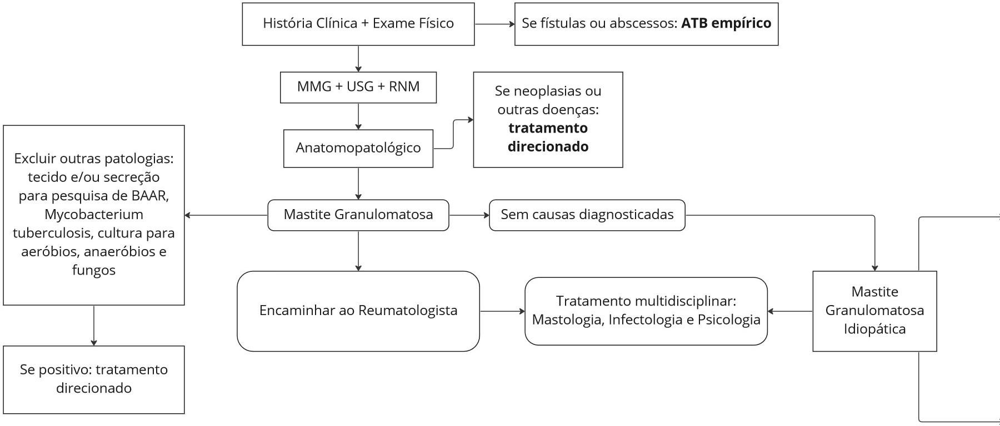 História Clínica + Exame Físico
Se fístulas ou abscessos: ATB empírico
MMG + USG + RNM
Se neoplasias ou
outras doenças:
tratamento
direcionado
Anatomopatológico
Excluir outras patologias:
tecido e/ou secreção
para pesquisa de BAAR,
Mycobacterium
tuberculosis, cultura para
aeróbios, anaeróbios e
fungos
Mastite Granulomatosa
Sem causas diagnosticadas
Encaminhar ao Reumatologista
Tratamento multidisciplinar:
Mastologia, Infectologia e Psicologia
Mastite
Granulomatosa
Idiopática
Se positivo: tratamento
direcionado